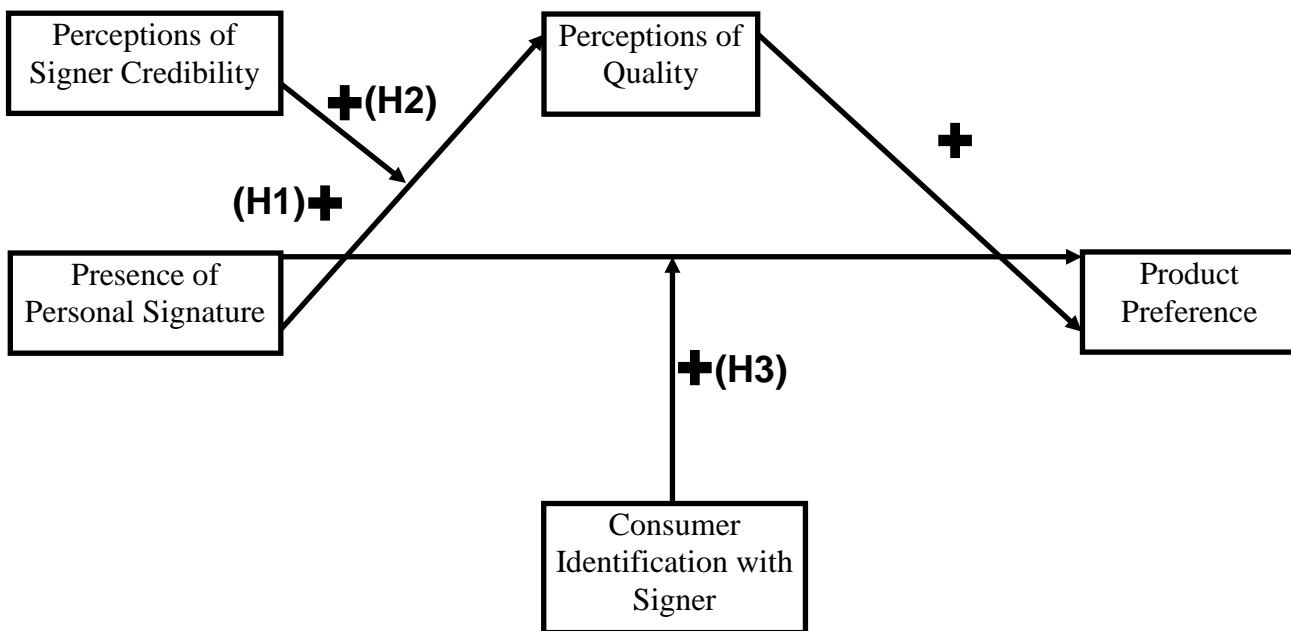 Perceptions of
Signer Credibility
Perceptions of
Quality
+(H2)
+
(H1)+
Presence of
Personal Signature
Product
Preference
+(H3)
Consumer
Identification with
Signer